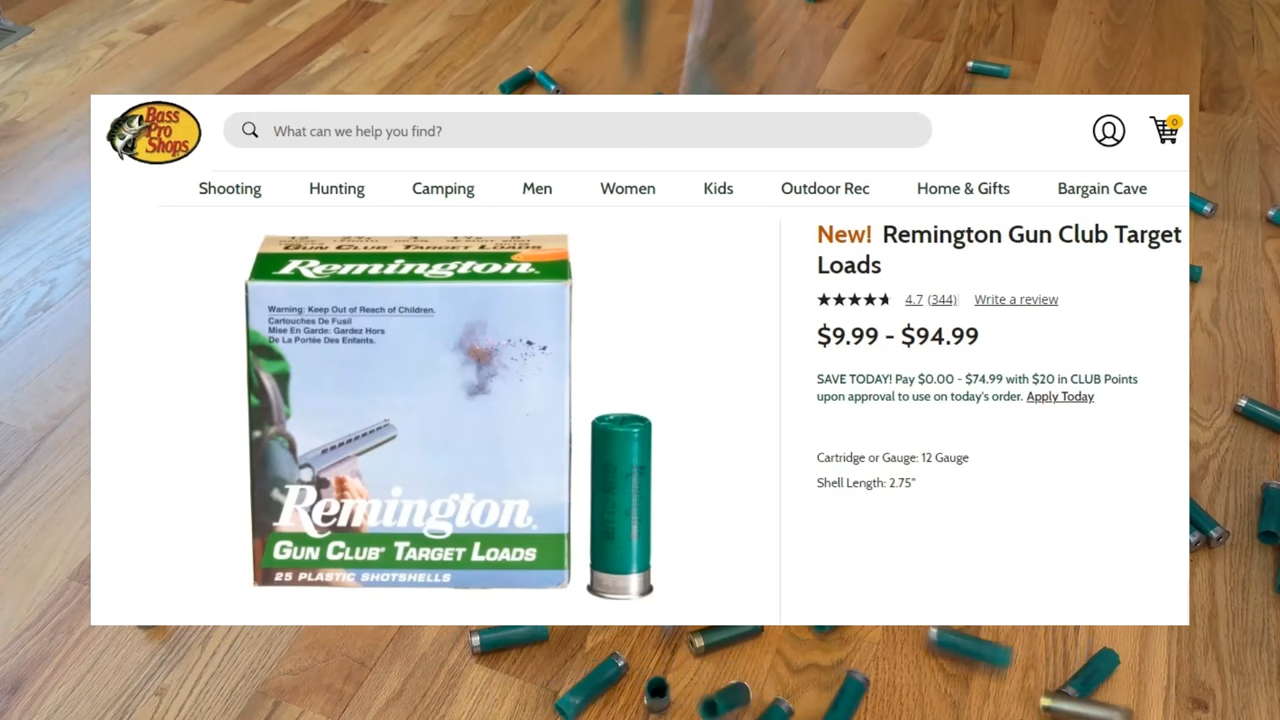 Bass
Pro
Shops
What can we help you find?
0
Shooting
Hunting
Camping
Men
Women
Kids
Outdoor Rec
Home & Gifts
Bargain Cave
GUN CLUB TARGET LOADS
Remington.
Warning: Keep Out of Reach of Children.
Cartouches De Fusil
Mise En Garde: Gardez Hors
De La Portée Des Enfants.
Remington.
GUN CLUB® TARGET LOADS
25 PLASTIC SHOTSHELLS
New! Remington Gun Club Target
Loads
4.7 (344) Write a review
$9.99 - $94.99
SAVE TODAY! Pay $0.00 - $74.99 with $20 in CLUB Points
upon approval to use on today's order. Apply Today
Cartridge or Gauge: 12 Gauge
Shell Length: 2.75"